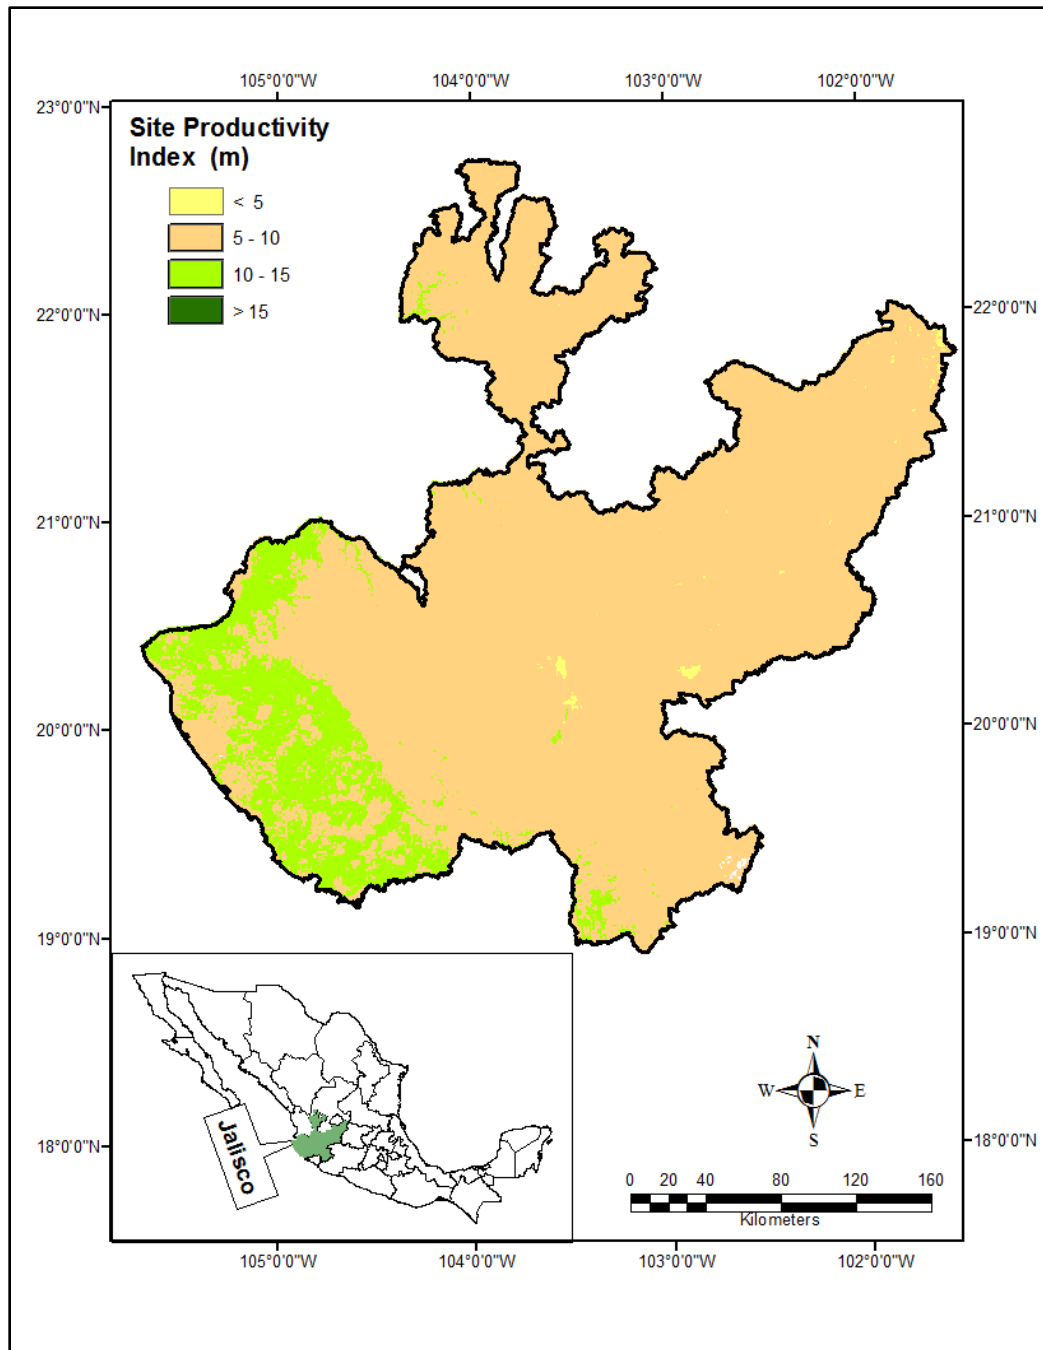 105°0'0"W 104°0'0"W 103°0'0"W 102°0'0"W
23°0'0"N
Site Productivity
Index (m)
< 5
5 - 10
10 - 15
> 15
22°0'0"N 22°0'0"N
21°0'0"N 21°0'0"N
20°0'0"N 20°0'0"N
19°0'0"N 19°0'0"N
N
W E
S
Jalisco
18°0'0"N 18°0'0"N
0 20 40 80 120 160
Kilometers
105°0'0"W 104°0'0"W 103°0'0"W 102°0'0"W